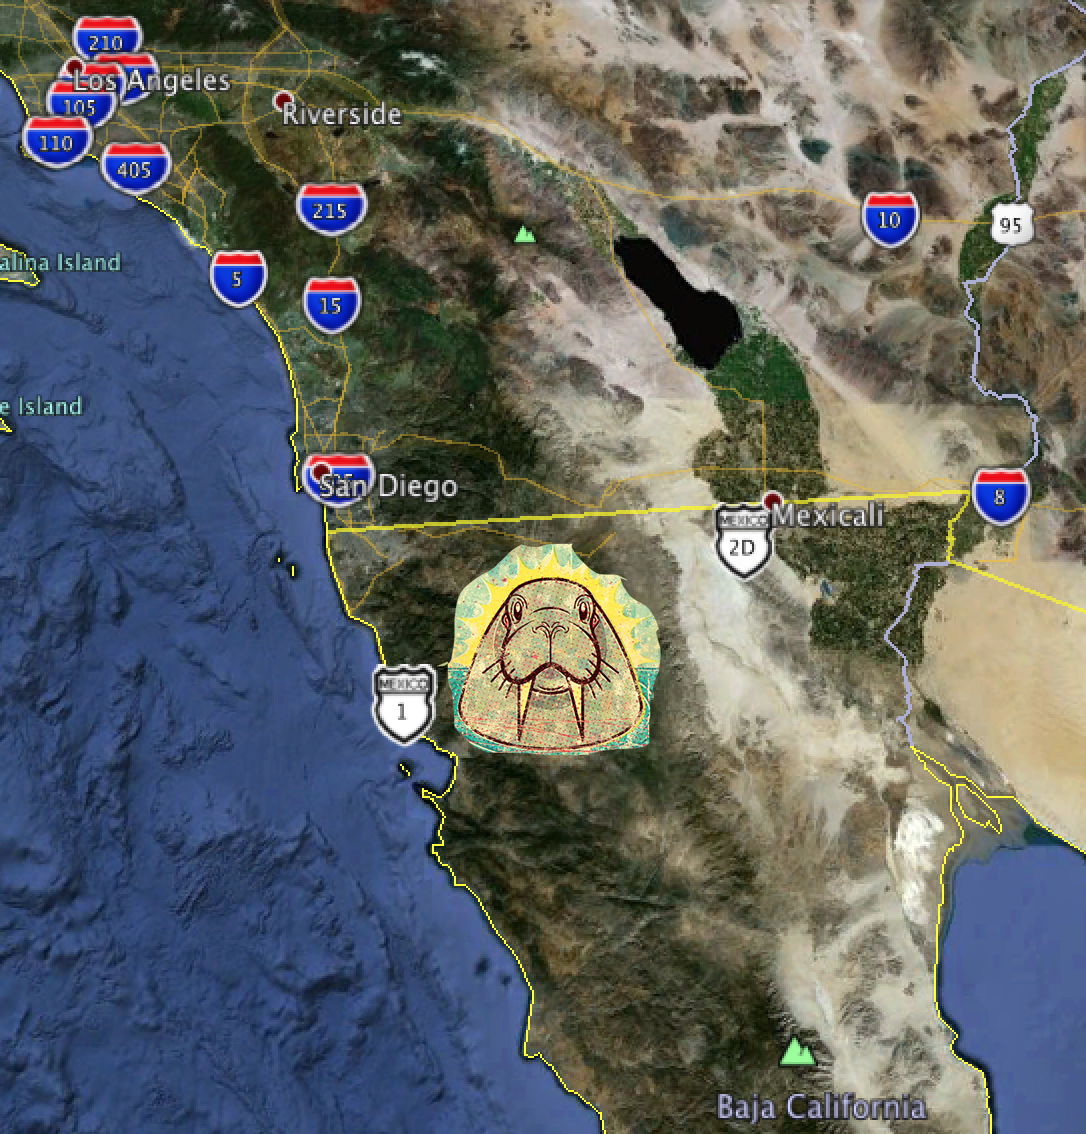 210
Los Angeles
105
Riverside
110
405
215
10
95
alina Island
5
15
e Island
San Diego
8
MEXICO
2D
Mexicali
MEXICO
1
Baja California